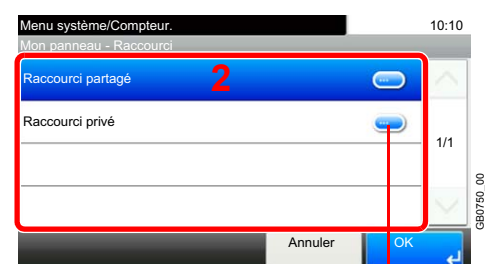 Menu système/Compteur. 10:10
Mon panneau - Raccourci
Raccourci partagé 2
Raccourci privé
1/1
Annuler OK
GB0750_00